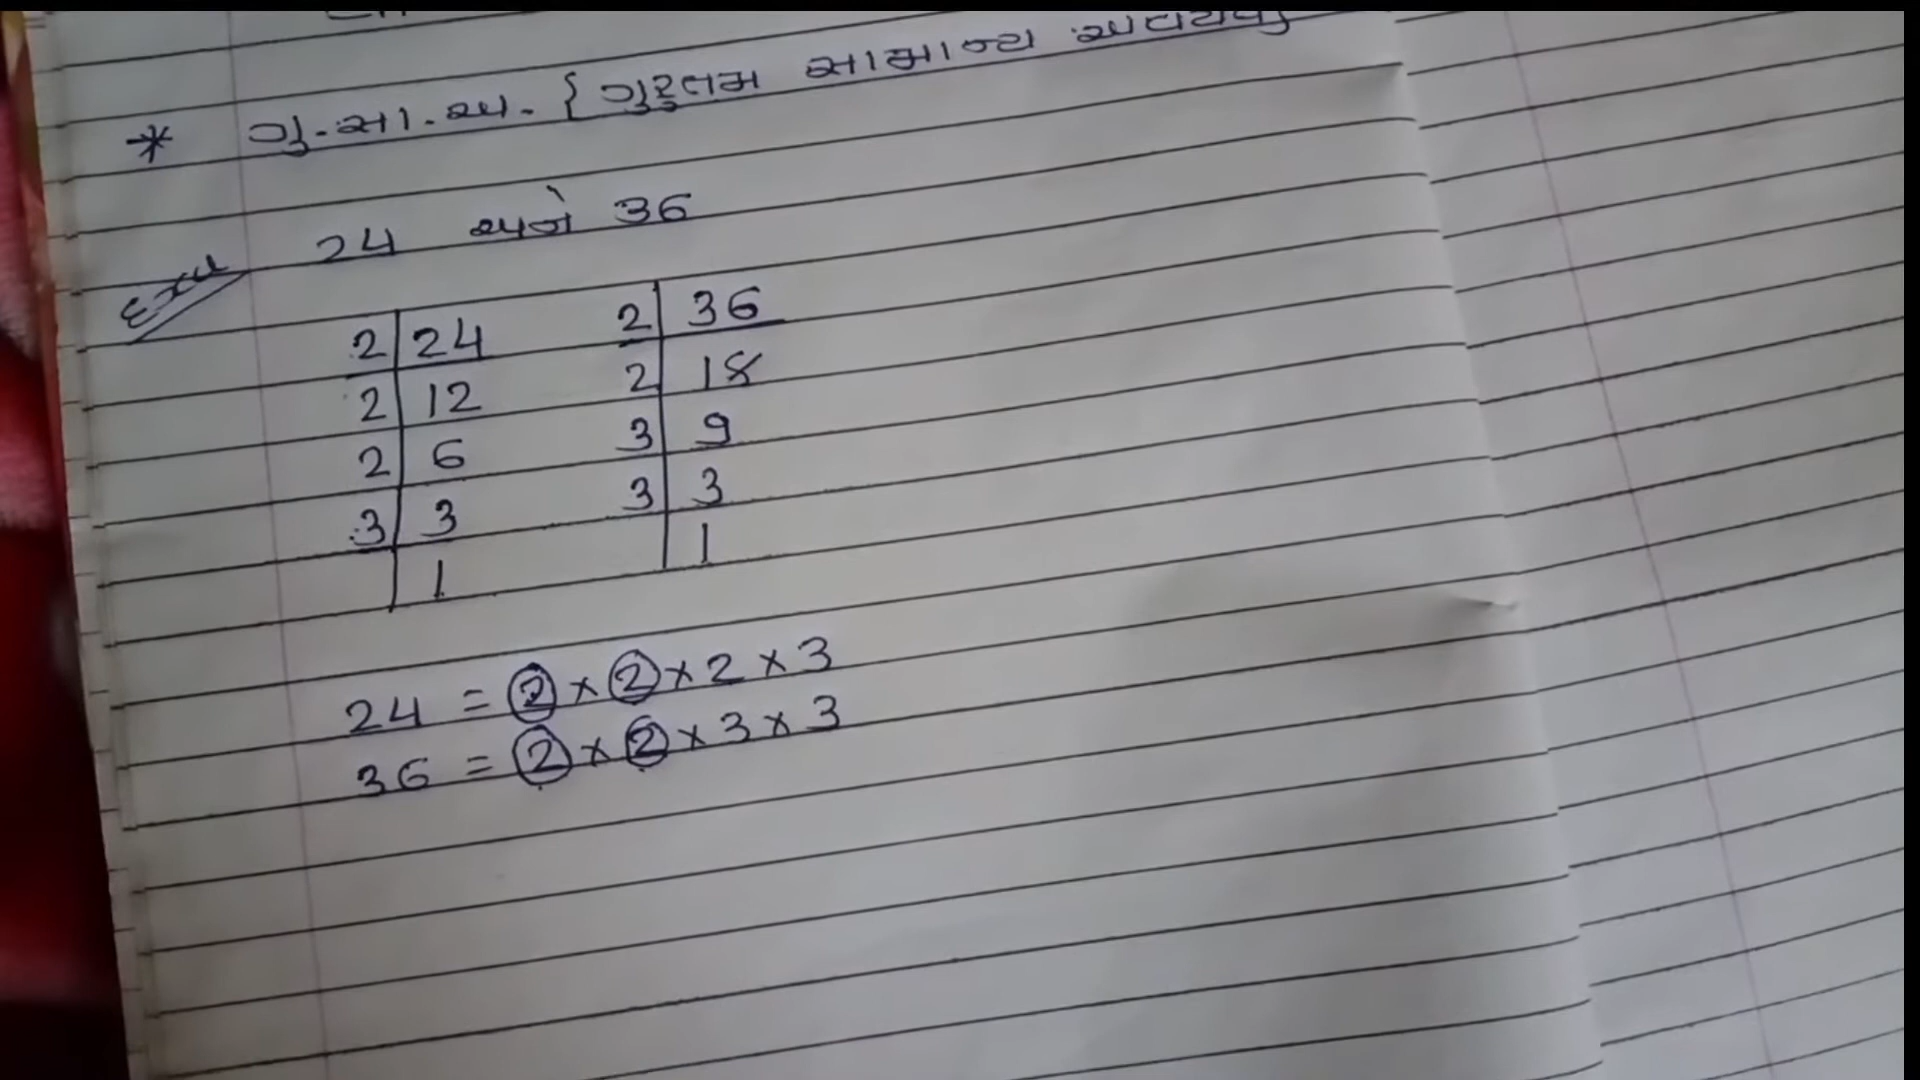 * ગુ.સા.અ. { ગુરુતમ સામાન્ય અવયવ }
Exa 24 અને 36
2 | 24 2 | 36
2 | 12 2 | 18
2 | 6 3 | 9
3 | 3 3 | 3
| 1 | 1
24 = 2 × 2 × 2 × 3
36 = 2 × 2 × 3 × 3